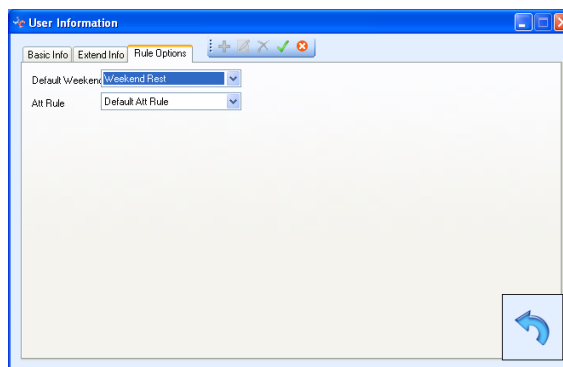 User Information
Basic Info Extend Info Rule Options
Default Weekend Weekend Rest
Att Rule Default Att Rule